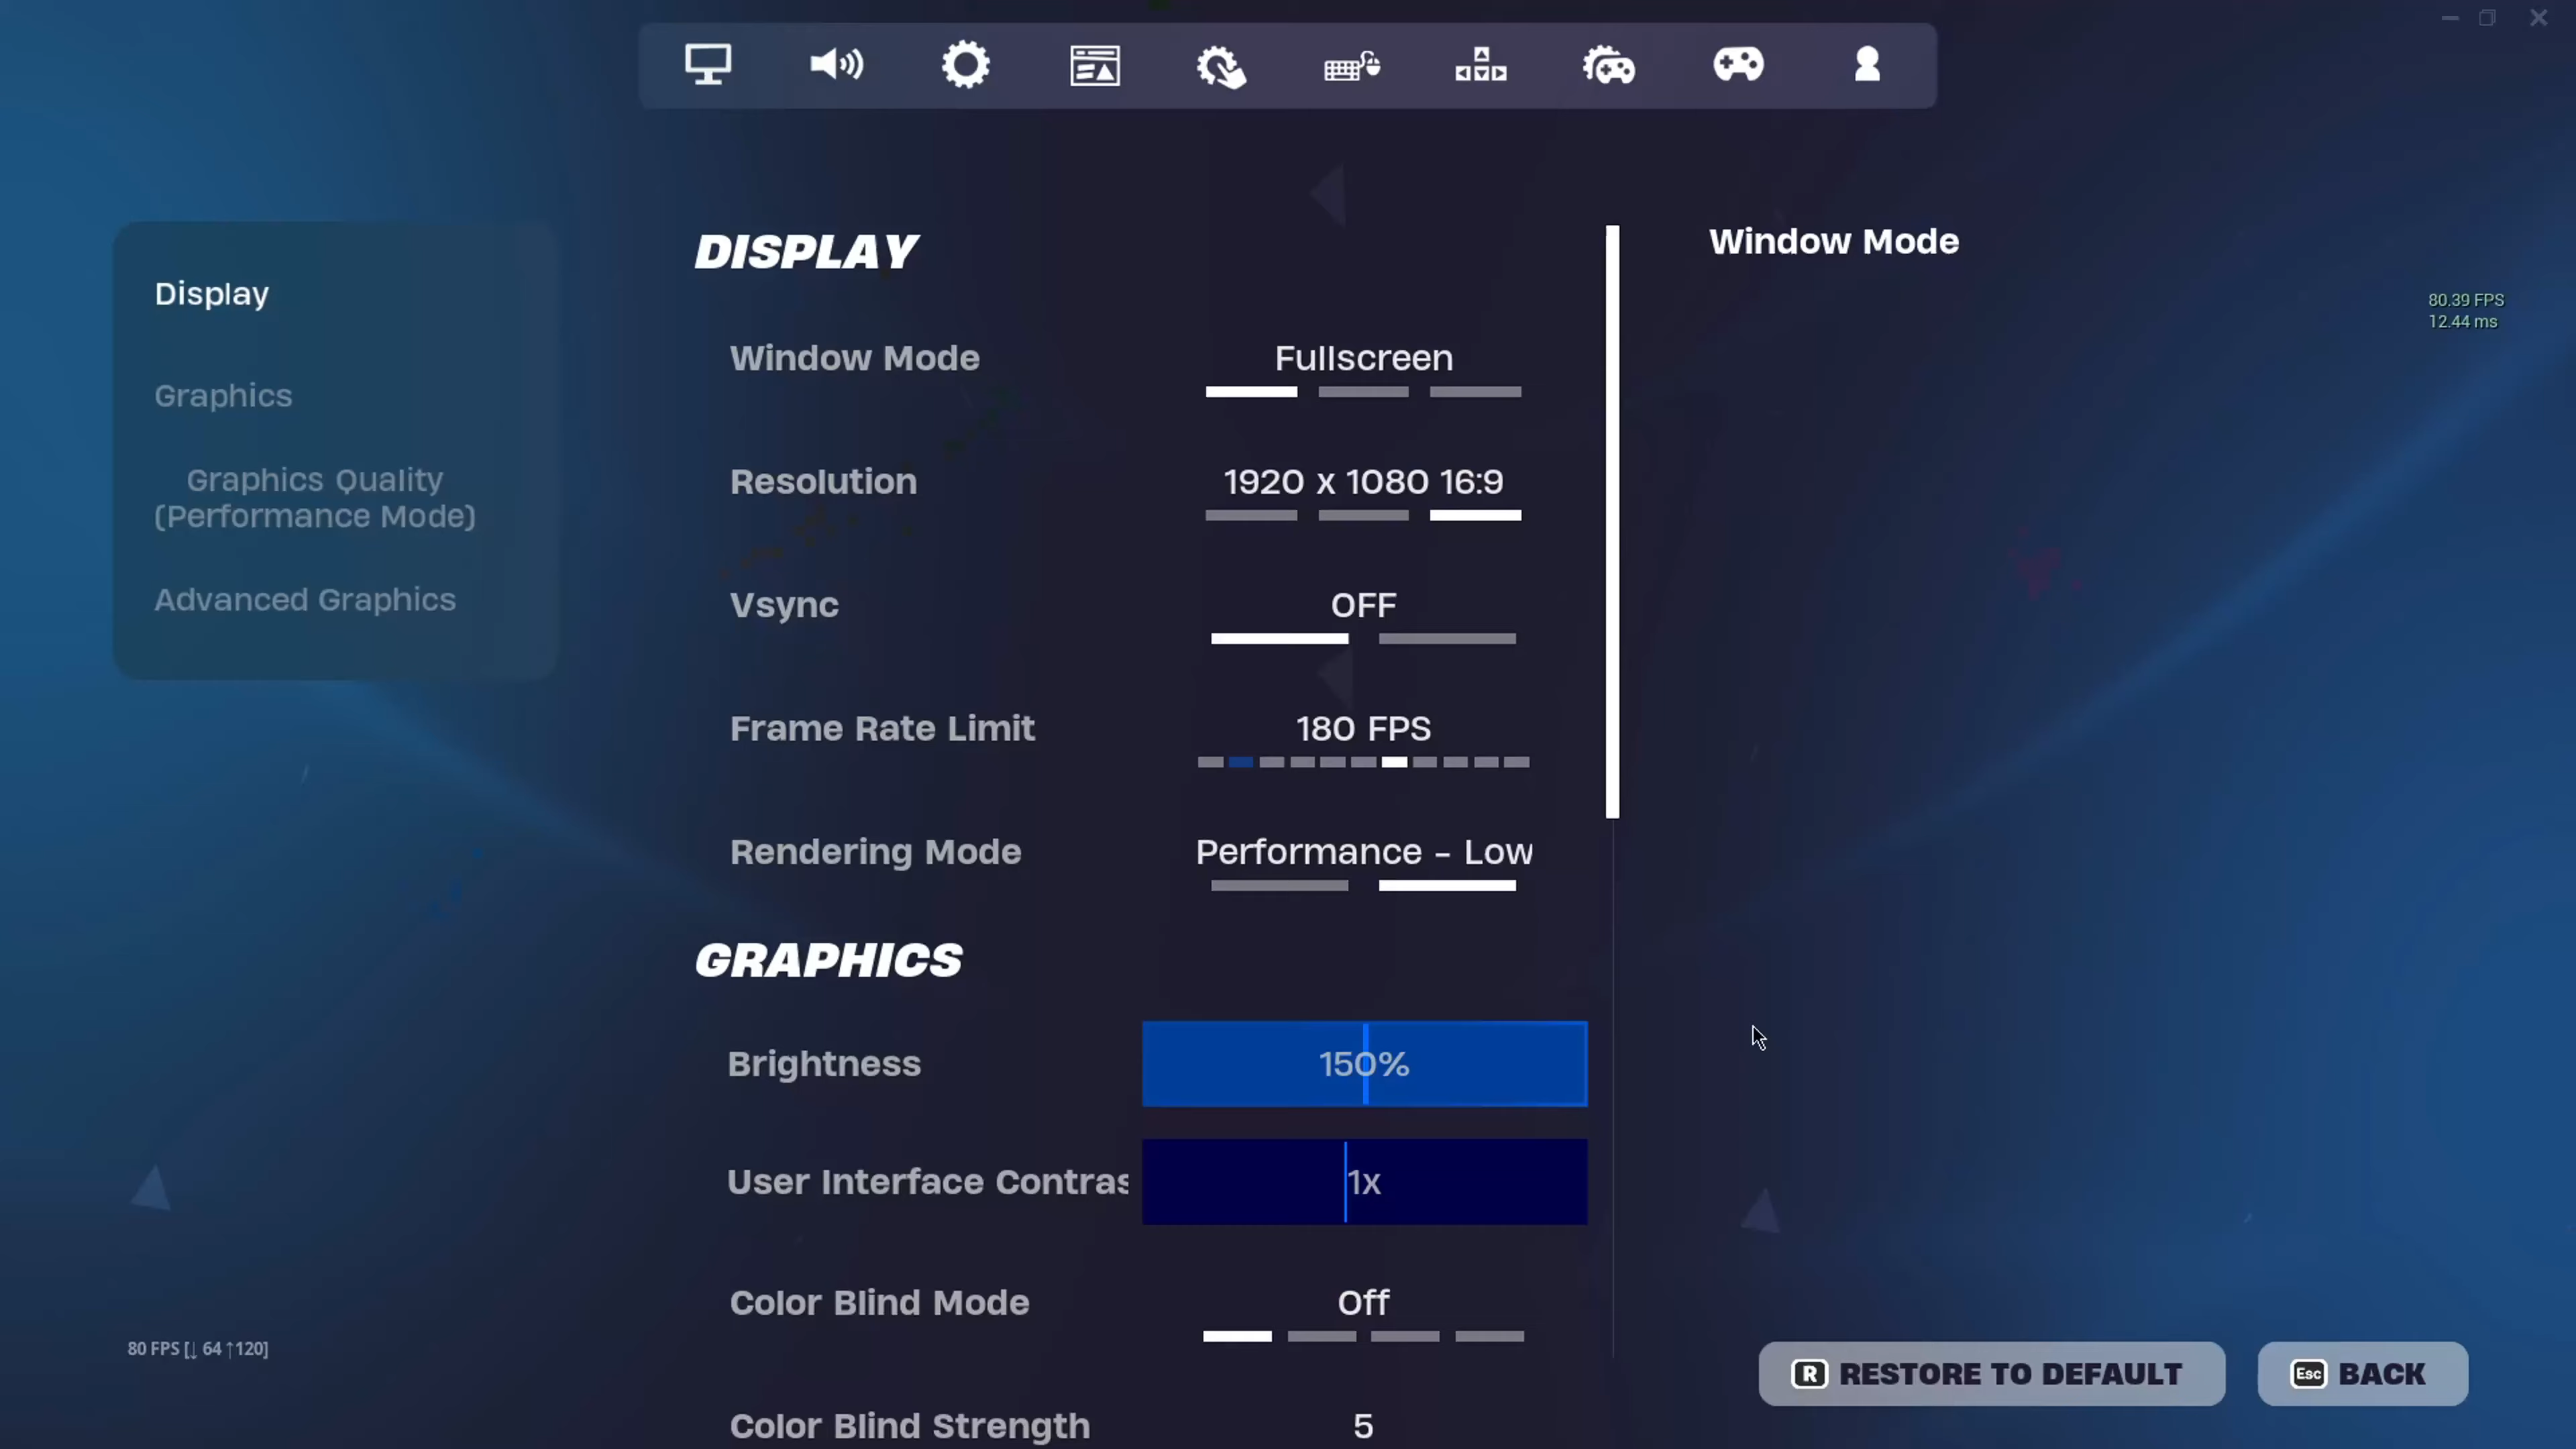 Display
Graphics
Graphics Quality
(Performance Mode)
Advanced Graphics
DISPLAY
Window Mode
Fullscreen
Resolution
1920 x 1080 16:9
Vsync
OFF
Frame Rate Limit
180 FPS
Rendering Mode
Performance - Low
GRAPHICS
Brightness
150%
User Interface Contras
1x
Color Blind Mode
Off
Color Blind Strength
5
Window Mode
80.39 FPS
12.44 ms
80 FPS [↓ 64 ↑120]
R RESTORE TO DEFAULT
Esc BACK